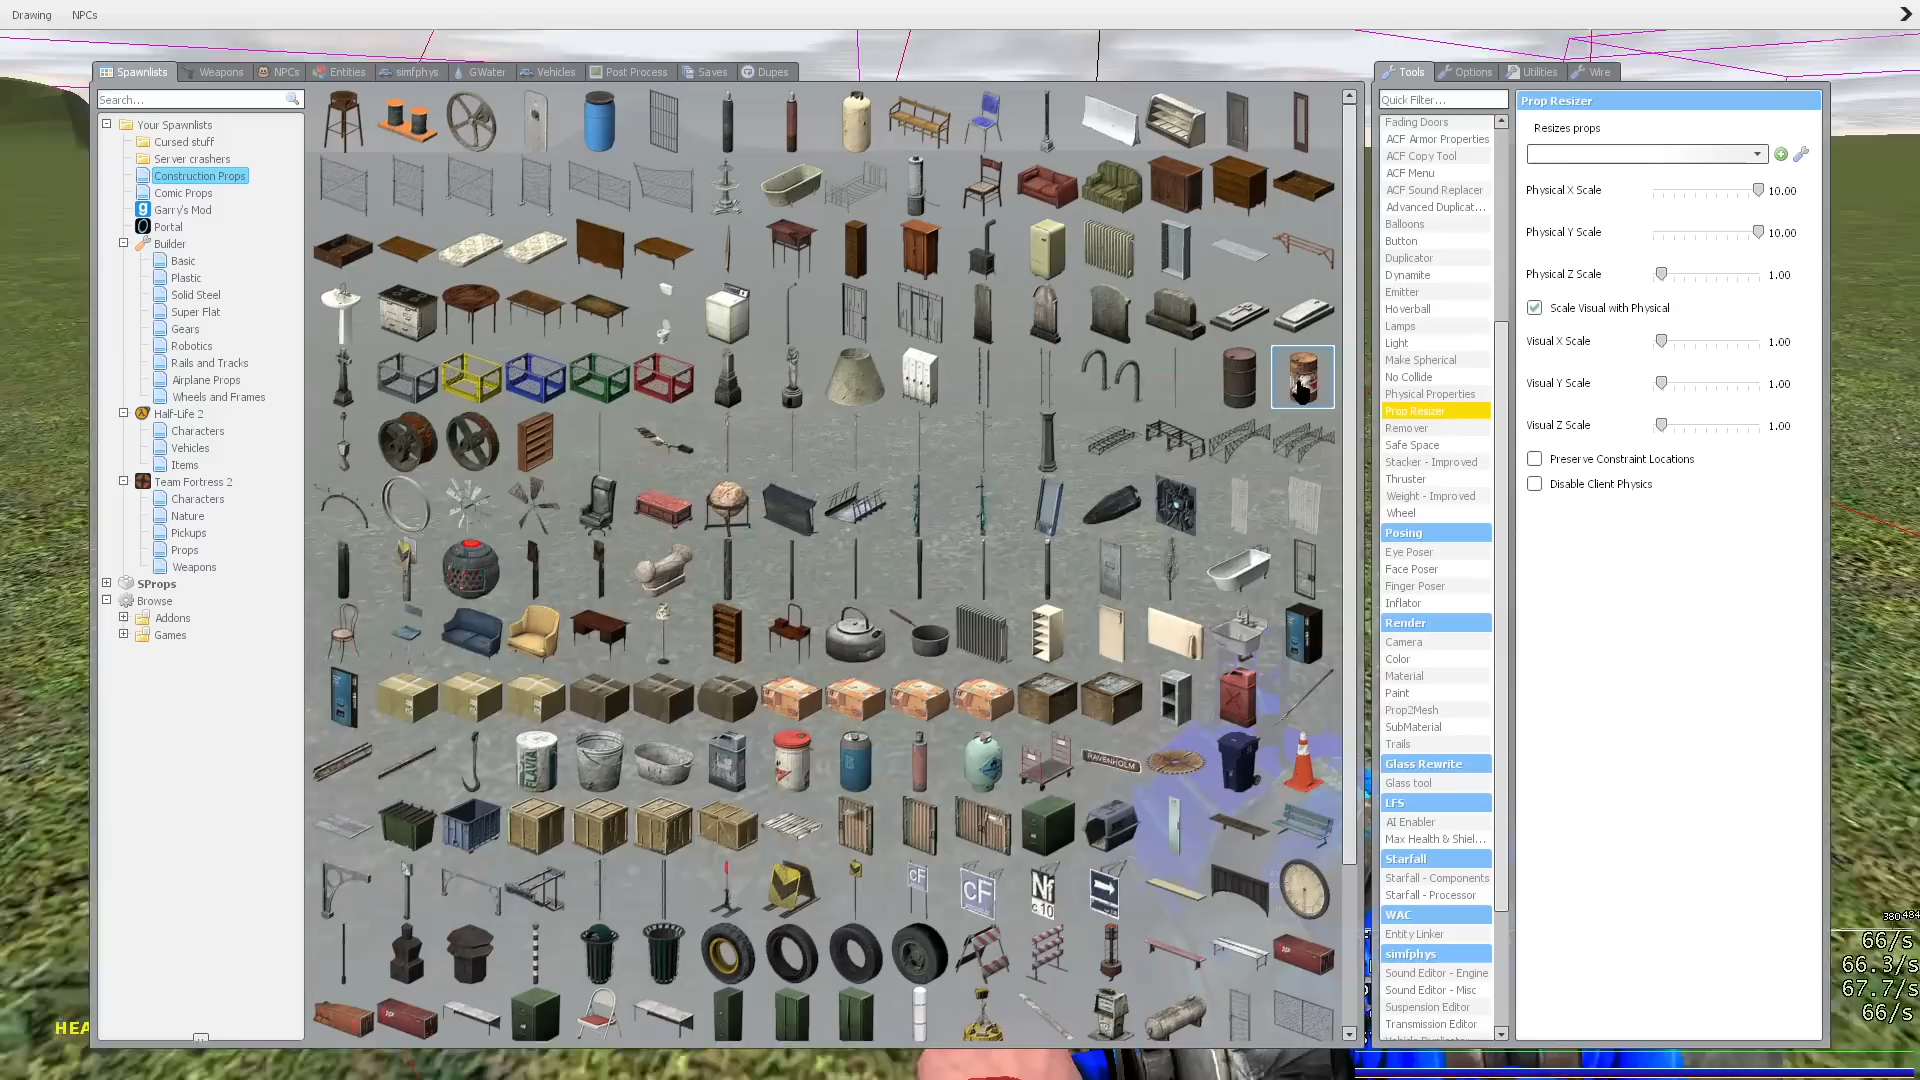 Drawing NPCs
Spawnlists Weapons NPCs Entities simfphys GWater Vehicles Post Process Saves Dupes
Tools Options Utilities Wire
Search...
Your Spawnlists
Cursed stuff
Server crashers
Construction Props
Comic Props
Garry's Mod
Portal
Builder
Basic
Plastic
Solid Steel
Super Flat
Gears
Robotics
Rails and Tracks
Airplane Props
Wheels and Frames
Half-Life 2
Characters
Vehicles
Items
Team Fortress 2
Characters
Nature
Pickups
Props
Weapons
SProps
Browse
Addons
Games
RAVENHOLM
cF
cF
Nf
c 10
Quick Filter...
Fading Doors
ACF Armor Properties
ACF Copy Tool
ACF Menu
ACF Sound Replacer
Advanced Duplicat...
Balloons
Button
Duplicator
Dynamite
Emitter
Hoverball
Lamps
Light
Make Spherical
No Collide
Physical Properties
Prop Resizer
Remover
Safe Space
Stacker - Improved
Thruster
Weight - Improved
Wheel
Posing
Eye Poser
Face Poser
Finger Poser
Inflator
Render
Camera
Color
Material
Paint
Prop2Mesh
SubMaterial
Trails
Glass Rewrite
Glass tool
LFS
AI Enabler
Max Health & Shiel...
Starfall
Starfall - Components
Starfall - Processor
WAC
Entity Linker
simfphys
Sound Editor - Engine
Sound Editor - Misc
Suspension Editor
Transmission Editor
Prop Resizer
Resizes props
Physical X Scale 10.00
Physical Y Scale 10.00
Physical Z Scale 1.00
Scale Visual with Physical
Visual X Scale 1.00
Visual Y Scale 1.00
Visual Z Scale 1.00
Preserve Constraint Locations
Disable Client Physics
66/s
66.3/s
67.7/s
66/s
HEA